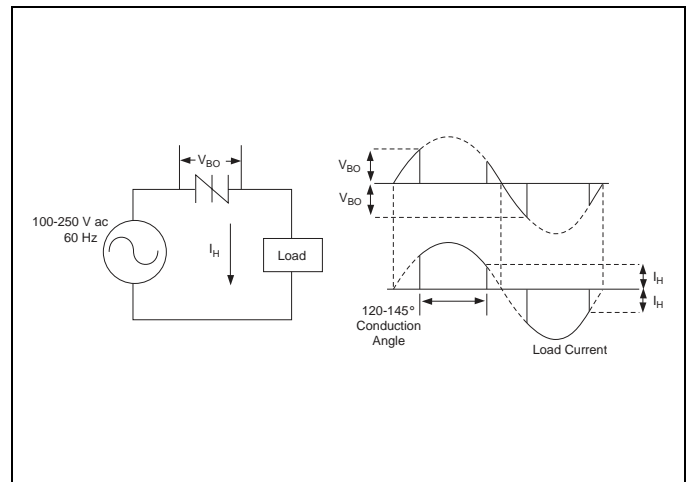 V_BO
100-250 V ac
60 Hz
I_H
Load
V_BO
V_BO
120-145°
Conduction
Angle
I_H
I_H
Load Current